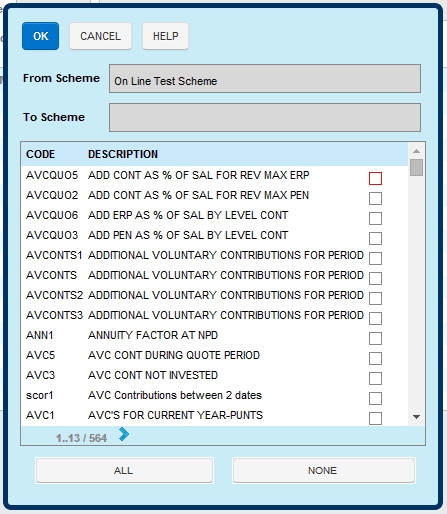 OK CANCEL HELP
From Scheme On Line Test Scheme
To Scheme
CODE DESCRIPTION
AVCQUO5 ADD CONT AS % OF SAL FOR REV MAX ERP
AVCQUO2 ADD CONT AS % OF SAL FOR REV MAX PEN
AVCQUO6 ADD ERP AS % OF SAL BY LEVEL CONT
AVCQUO3 ADD PEN AS % OF SAL BY LEVEL CONT
AVCONTS1 ADDITIONAL VOLUNTARY CONTRIBUTIONS FOR PERIOD
AVCONTS ADDITIONAL VOLUNTARY CONTRIBUTIONS FOR PERIOD
AVCONTS2 ADDITIONAL VOLUNTARY CONTRIBUTIONS FOR PERIOD
AVCONTS3 ADDITIONAL VOLUNTARY CONTRIBUTIONS FOR PERIOD
ANN1 ANNUITY FACTOR AT NPD
AVC5 AVC CONT DURING QUOTE PERIOD
AVC3 AVC CONT NOT INVESTED
scor1 AVC Contributions between 2 dates
AVC1 AVC'S FOR CURRENT YEAR-PUNTS
1..13 / 564
ALL NONE